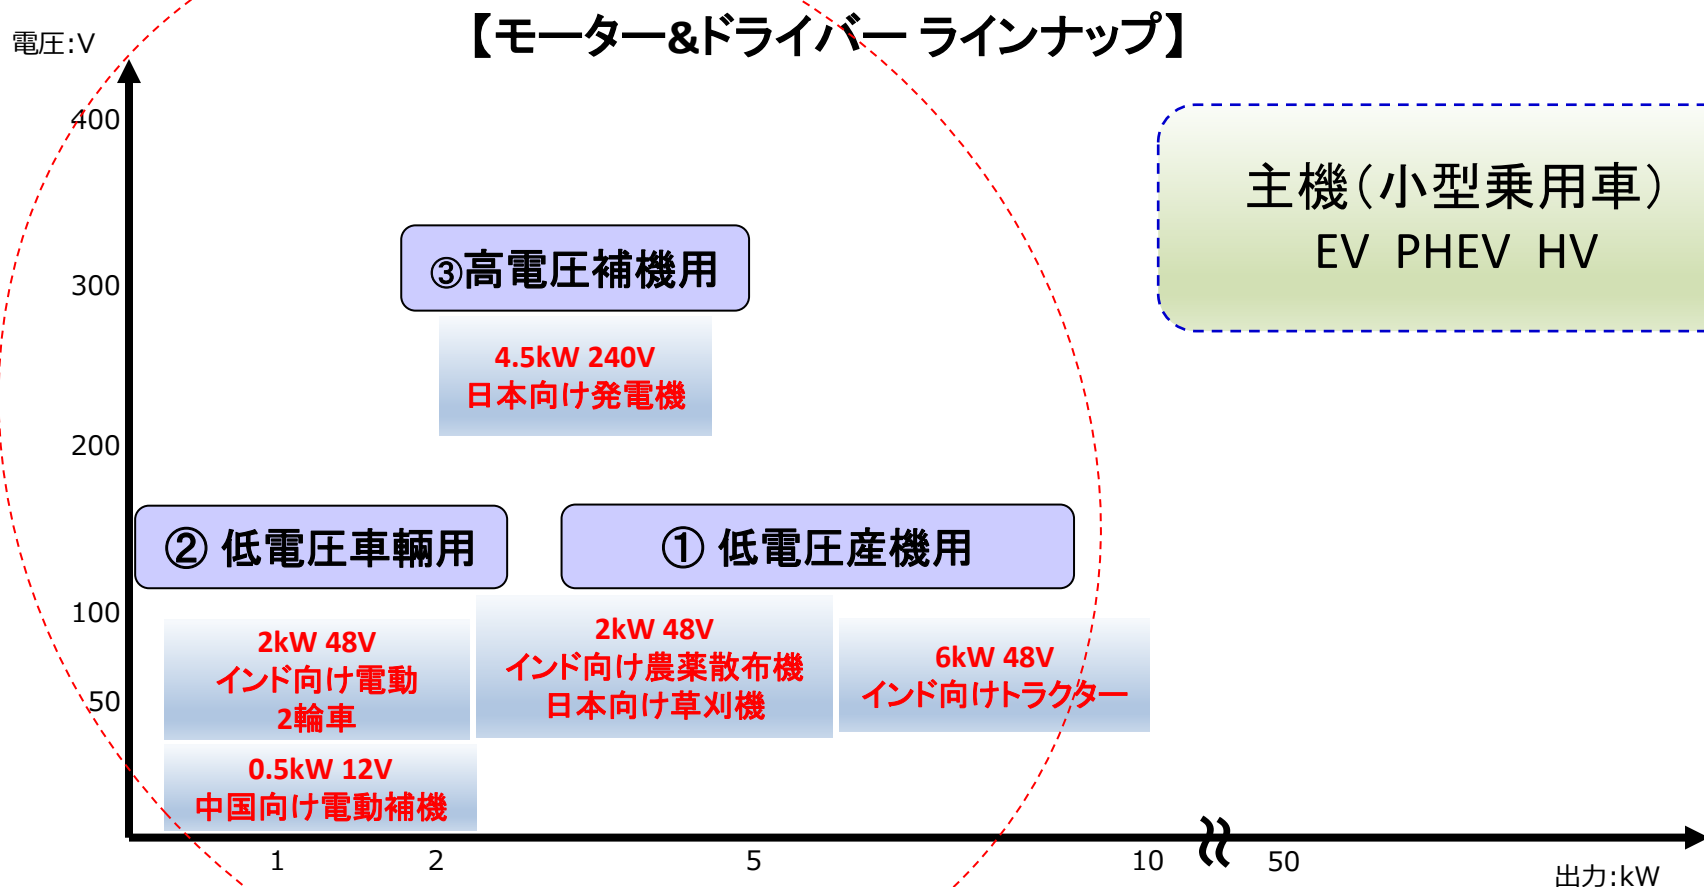 【モーター&ドライバー ラインナップ】
電圧:V
400
300
200
100
50
主機(小型乗用車)
EV PHEV HV
③高電圧補機用
4.5kW 240V
日本向け発電機
② 低電圧車輛用
① 低電圧産機用
2kW 48V
インド向け電動
2輪車
2kW 48V
インド向け農薬散布機
日本向け草刈機
6kW 48V
インド向けトラクター
0.5kW 12V
中国向け電動補機
1
2
5
10
50
出力:kW